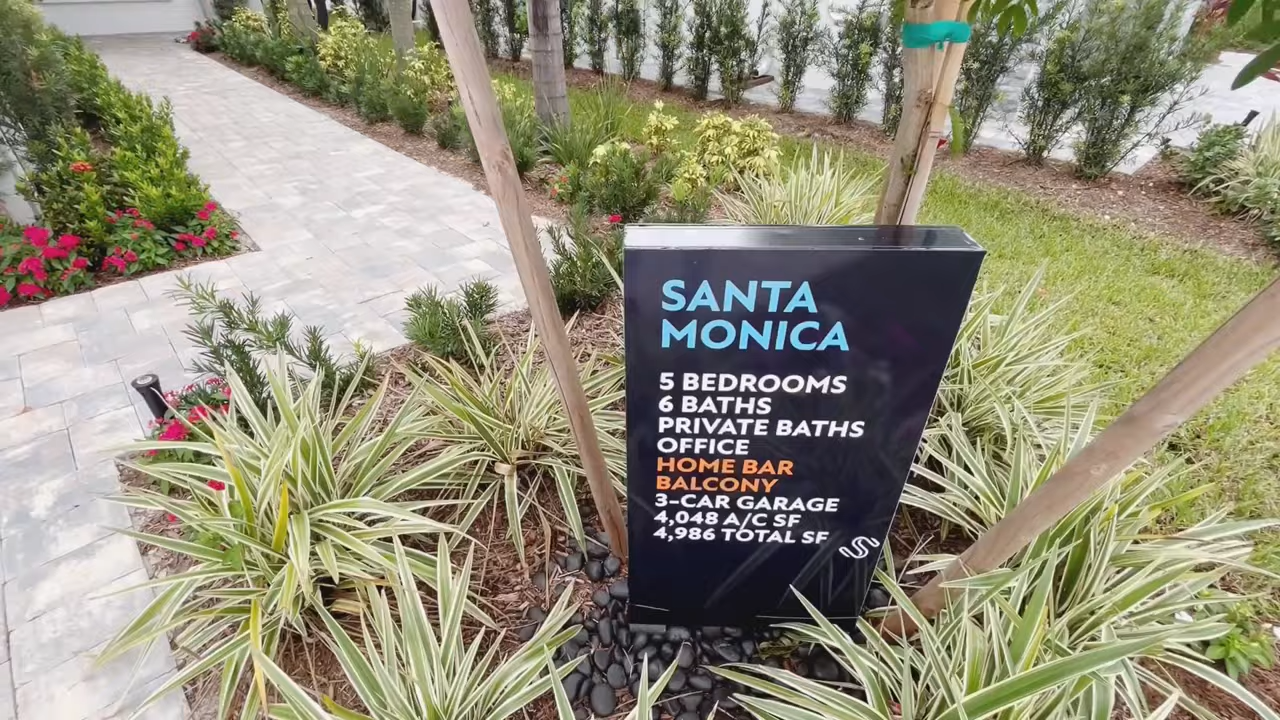 SANTA
MONICA
5 BEDROOMS
6 BATHS
PRIVATE BATHS
OFFICE
HOME BAR
BALCONY
3-CAR GARAGE
4,048 A/C SF
4,986 TOTAL SF